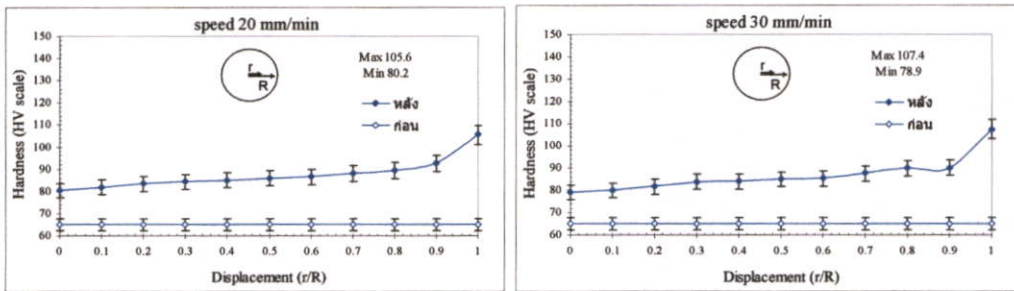 speed 20 mm/min
Hardness (HV scale)
150
140
130
120
110
100
90
80
70
60
r
R
Max 105.6
Min 80.2
หลัง
ก่อน
0 0.1 0.2 0.3 0.4 0.5 0.6 0.7 0.8 0.9 1
Displacement (r/R)
speed 30 mm/min
Hardness (HV scale)
150
140
130
120
110
100
90
80
70
60
r
R
Max 107.4
Min 78.9
หลัง
ก่อน
0 0.1 0.2 0.3 0.4 0.5 0.6 0.7 0.8 0.9 1
Displacement (r/R)